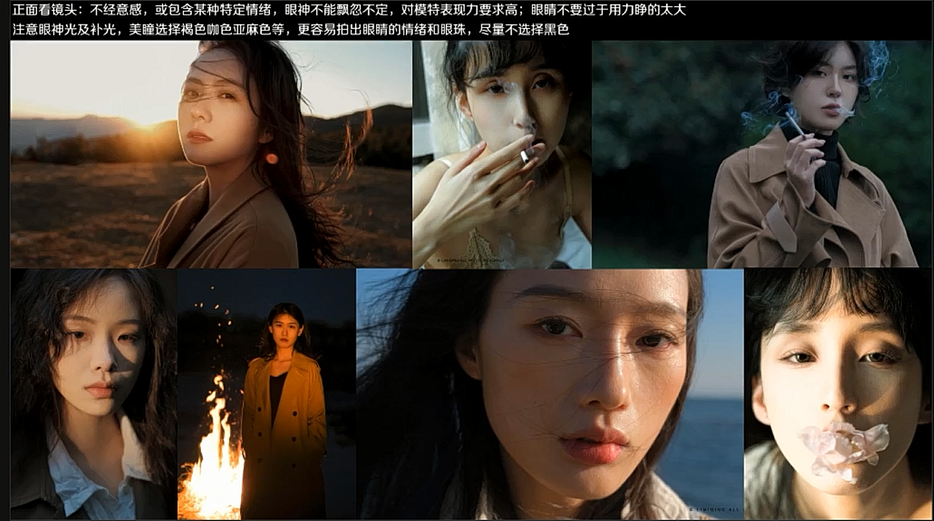 正面看镜头：不经意感，或包含某种特定情绪，眼神不能飘忽不定，对模特表现力要求高；眼睛不要过于用力睁的太大
注意眼神光及补光，美瞳选择褐色咖色亚麻色等，更容易拍出眼睛的情绪和眼珠，尽量不选择黑色